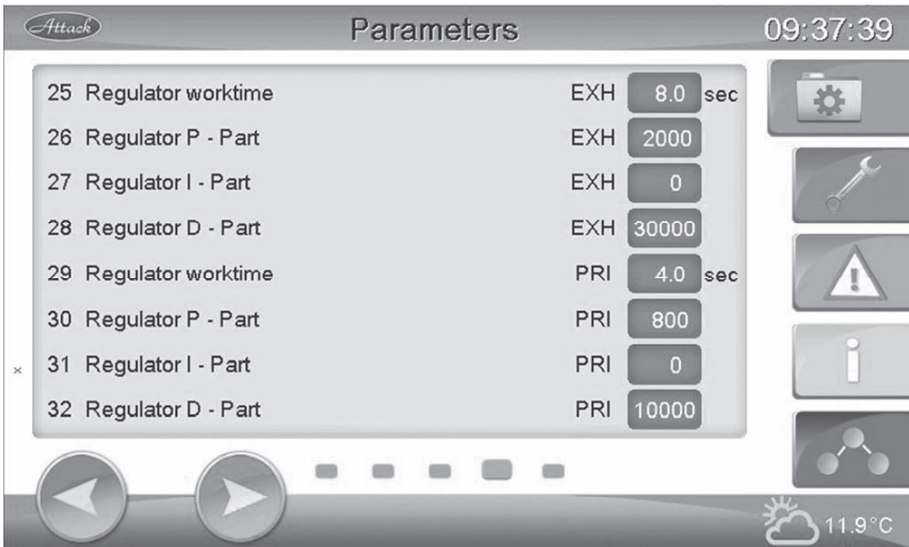 Attack
Parameters
09:37:39
25 Regulator worktime EXH 8.0 sec
26 Regulator P - Part EXH 2000
27 Regulator I - Part EXH 0
28 Regulator D - Part EXH 30000
29 Regulator worktime PRI 4.0 sec
30 Regulator P - Part PRI 800
31 Regulator I - Part PRI 0
32 Regulator D - Part PRI 10000
x
11.9°C